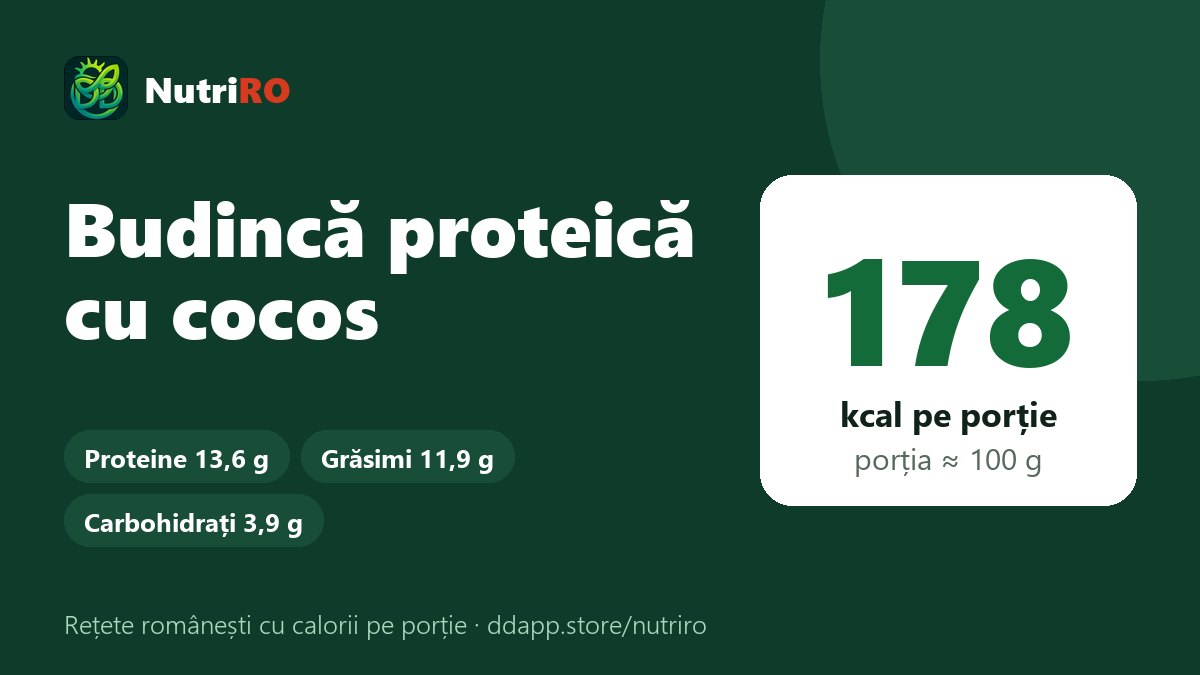 NutriRO
Budincă proteică
cu cocos
178
kcal pe porție
porția ≈ 100 g
Proteine 13,6 g
Grăsimi 11,9 g
Carbohidrați 3,9 g
Rețete românești cu calorii pe porție · ddapp.store/nutriro